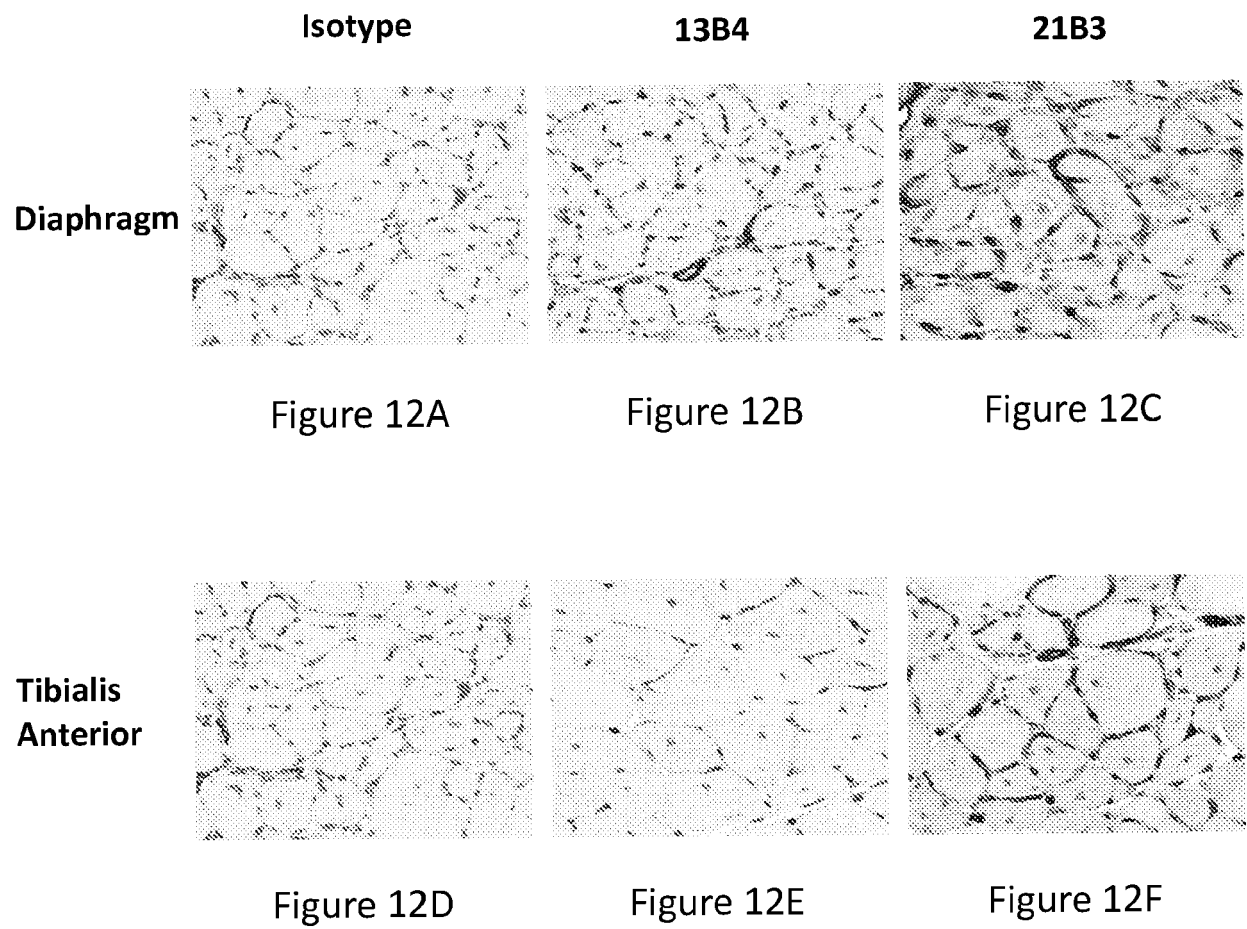 Isotype 13B4 21B3
Diaphragm
Figure 12A Figure 12B Figure 12C
Tibialis
Anterior
Figure 12D Figure 12E Figure 12F